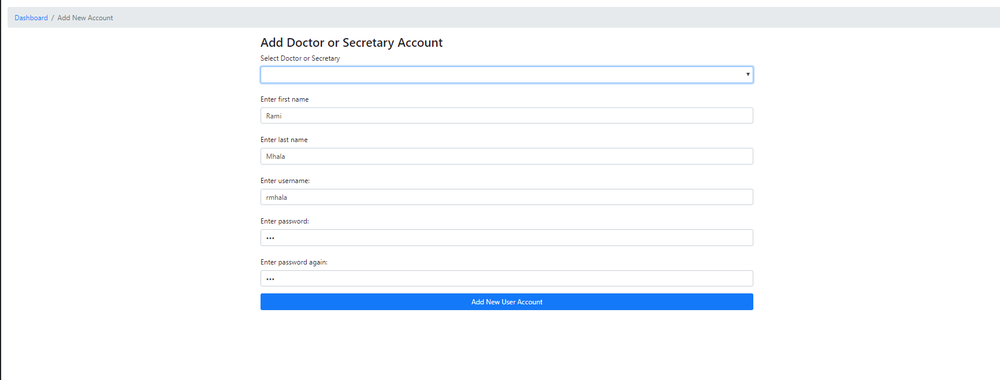 Dashboard / Add New Account
Add Doctor or Secretary Account
Select Doctor or Secretary
Enter first name
Rami
Enter last name
Mhala
Enter username:
rmhala
Enter password:
•••
Enter password again:
•••
Add New User Account